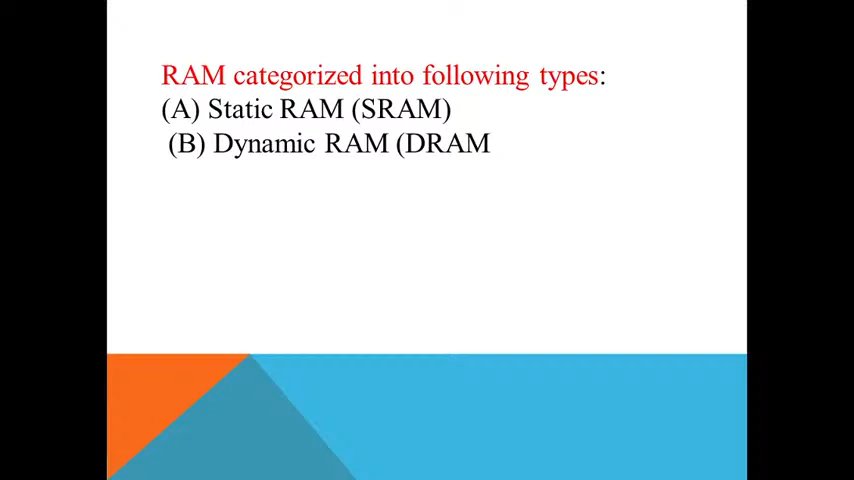 RAM categorized into following types:
(A) Static RAM (SRAM)
(B) Dynamic RAM (DRAM